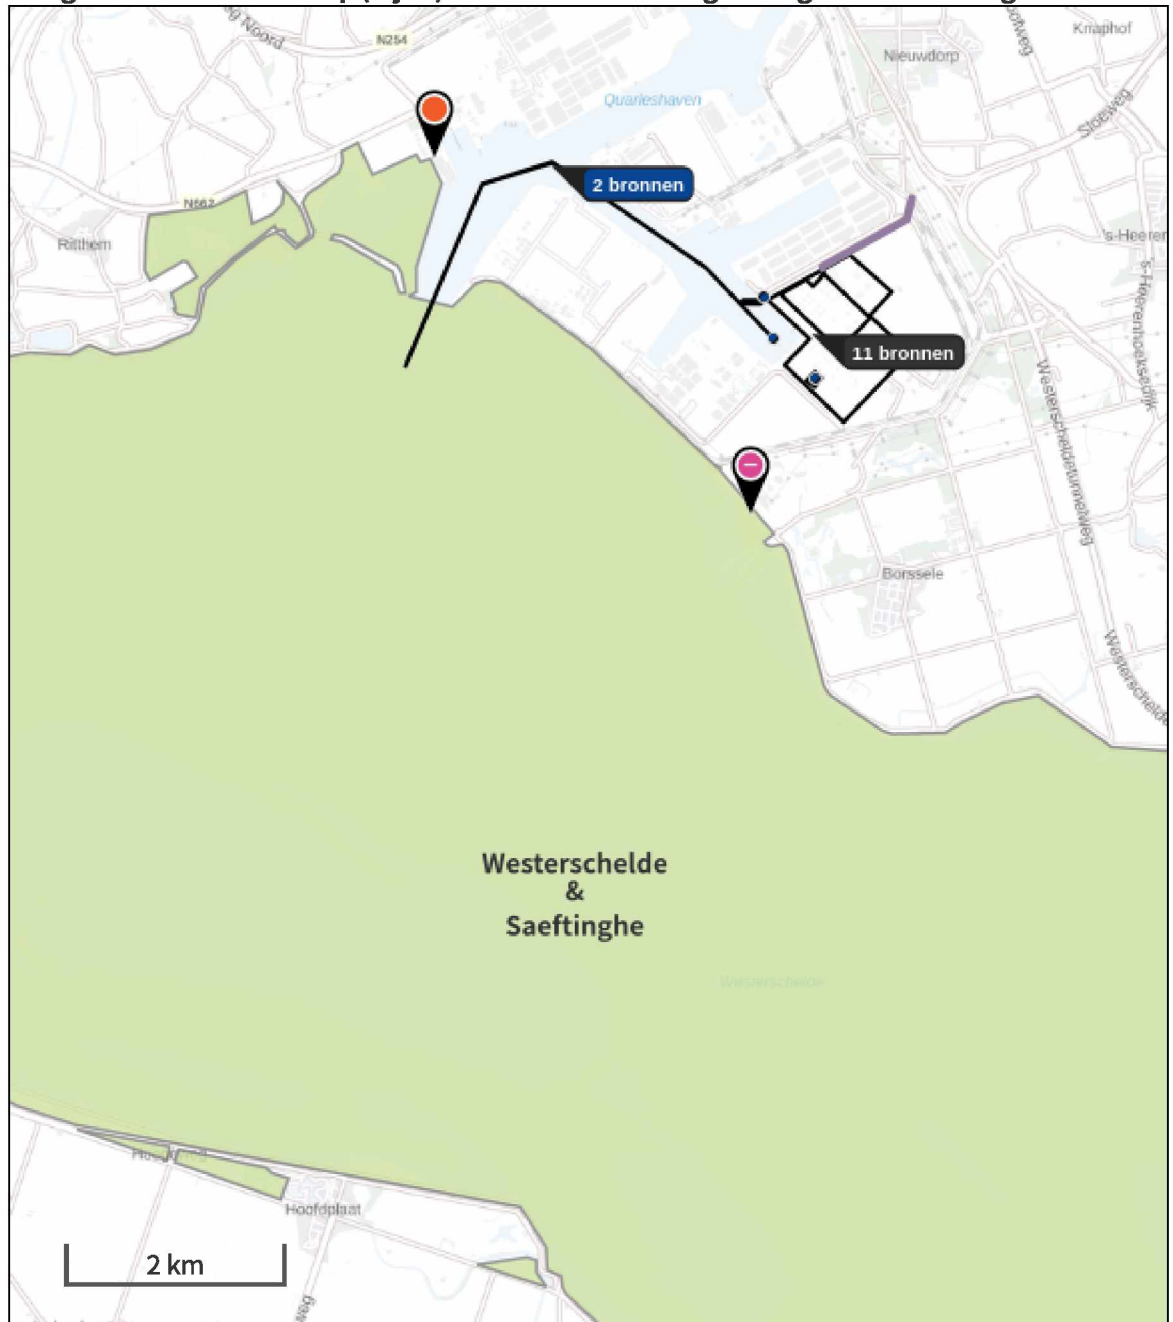 N254
Knaphof
Nieuwdorp
Quarleshaven
Sloeweg
2 bronnen
N662
Ritthem
's-Heeren
's-Heerenhoeksedijk
11 bronnen
Westerscheldetunnelweg
Borssele
Westerschelde
Westerschelde
&
Saeftinghe
Westerschelde
Hoofdplaat
2 km